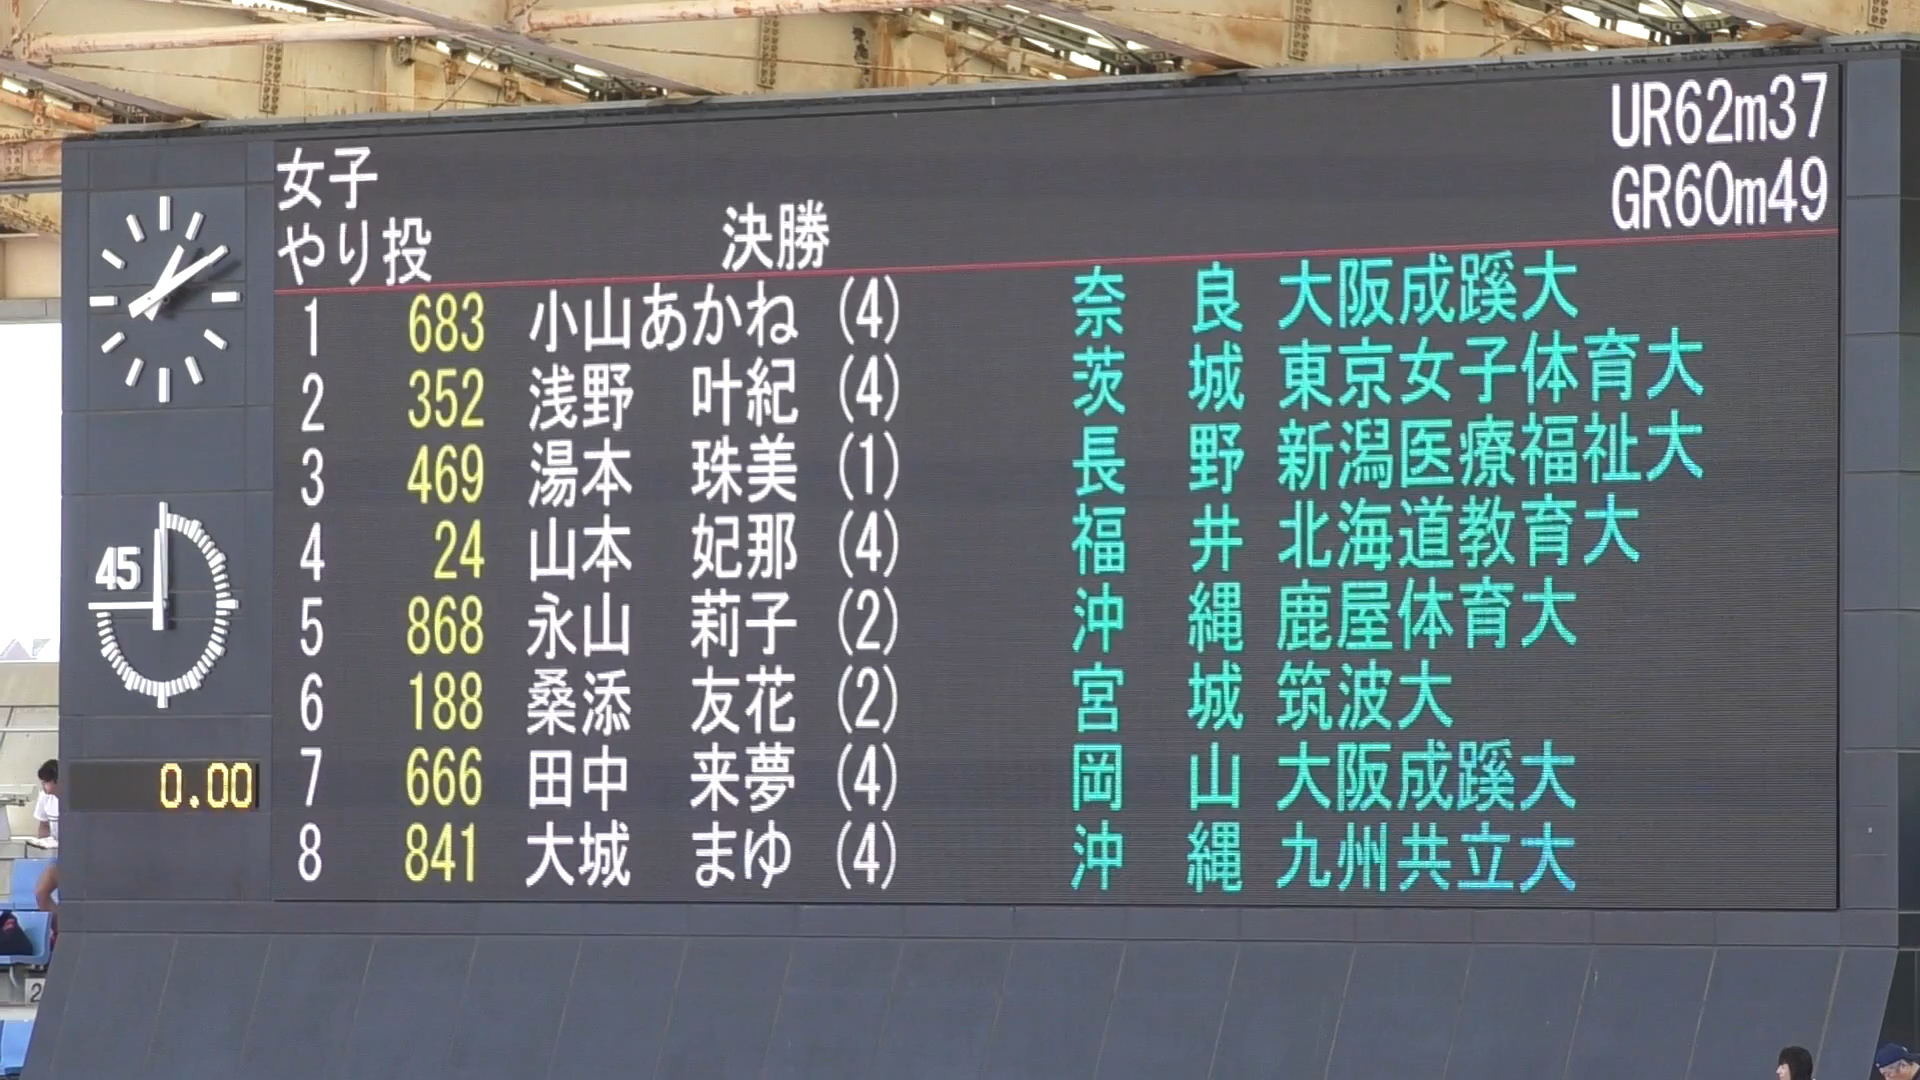 UR62m37
女子
GR60m49
やり投 決勝
1 683 小山あかね (4) 奈良 大阪成蹊大
2 352 浅野 叶紀 (4) 茨城 東京女子体育大
3 469 湯本 珠美 (1) 長野 新潟医療福祉大
4 24 山本 妃那 (4) 福井 北海道教育大
5 868 永山 莉子 (2) 沖縄 鹿屋体育大
6 188 桑添 友花 (2) 宮城 筑波大
7 666 田中 来夢 (4) 岡山 大阪成蹊大
8 841 大城 まゆ (4) 沖縄 九州共立大
45
0.00
2